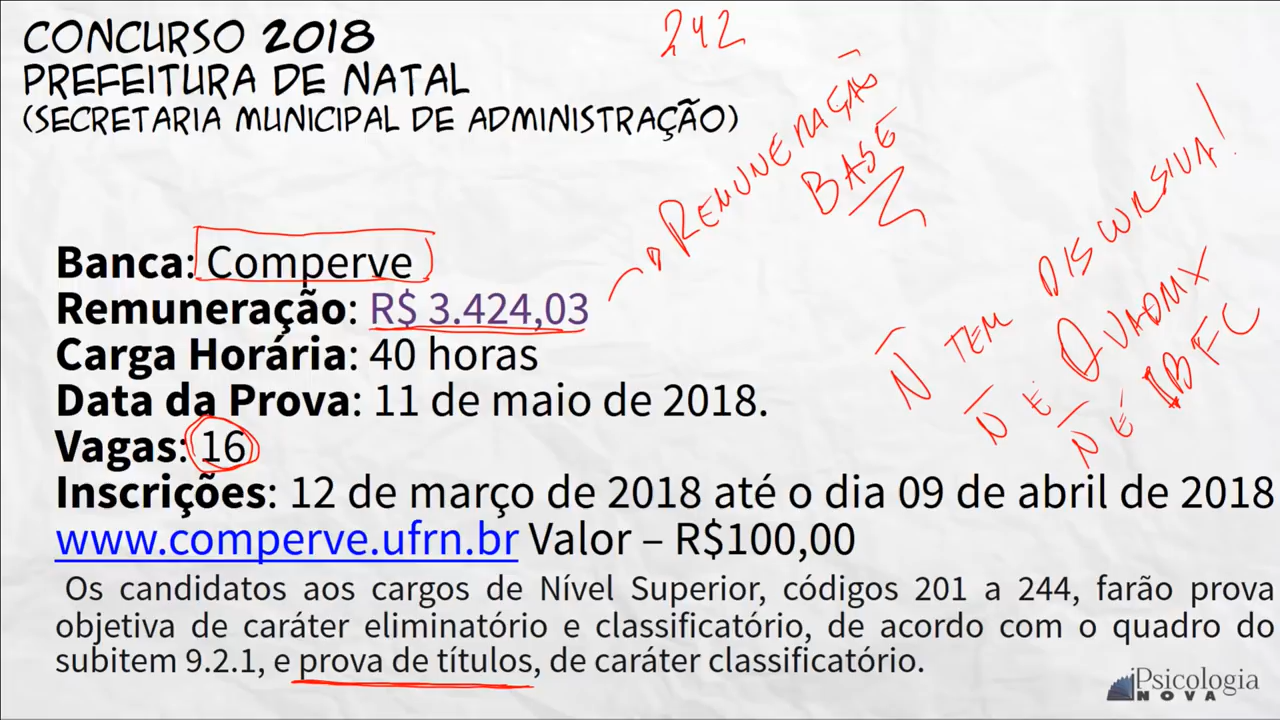 CONCURSO 2018
PREFEITURA DE NATAL
(SECRETARIA MUNICIPAL DE ADMINISTRAÇÃO)
242
REMUNERAÇÃO
BASE
Banca: Comperve
Remuneração: R$ 3.424,03
Carga Horária: 40 horas
Data da Prova: 11 de maio de 2018.
Vagas: 16
Ñ TEM DISCURSIVA!
Ñ É QUADRIX
Ñ É IBFC
Inscrições: 12 de março de 2018 até o dia 09 de abril de 2018
www.comperve.ufrn.br Valor – R$100,00
Os candidatos aos cargos de Nível Superior, códigos 201 a 244, farão prova
objetiva de caráter eliminatório e classificatório, de acordo com o quadro do
subitem 9.2.1, e prova de títulos, de caráter classificatório.
Psicologia
NOVA